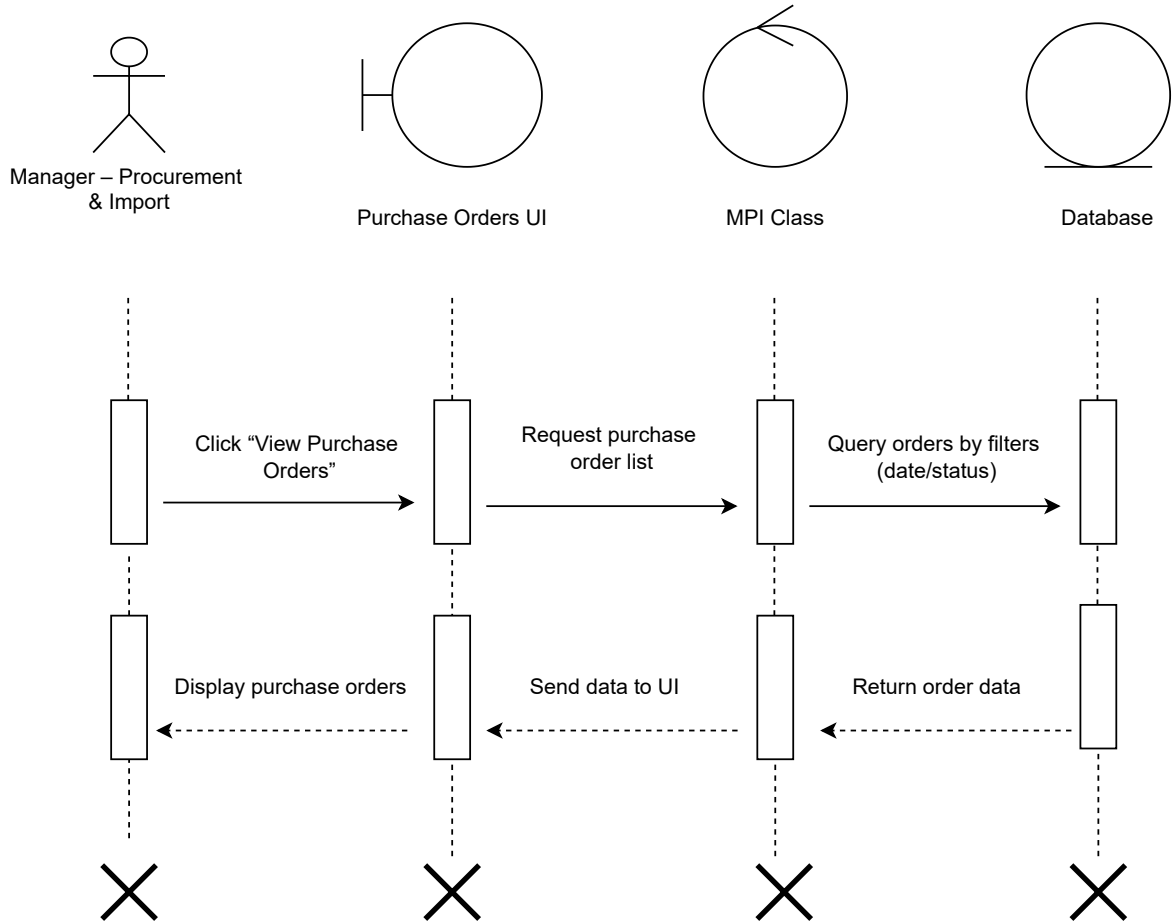 Manager – Procurement
& Import
Purchase Orders UI
MPI Class
Database
Click “View Purchase
Orders”
Request purchase
order list
Query orders by filters
(date/status)
Display purchase orders
Send data to UI
Return order data